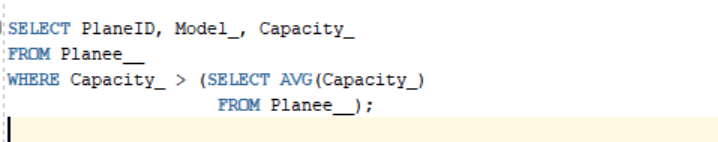 SELECT PlaneID, Model_, Capacity_
FROM Planee__
WHERE Capacity_ > (SELECT AVG(Capacity_)
FROM Planee__);